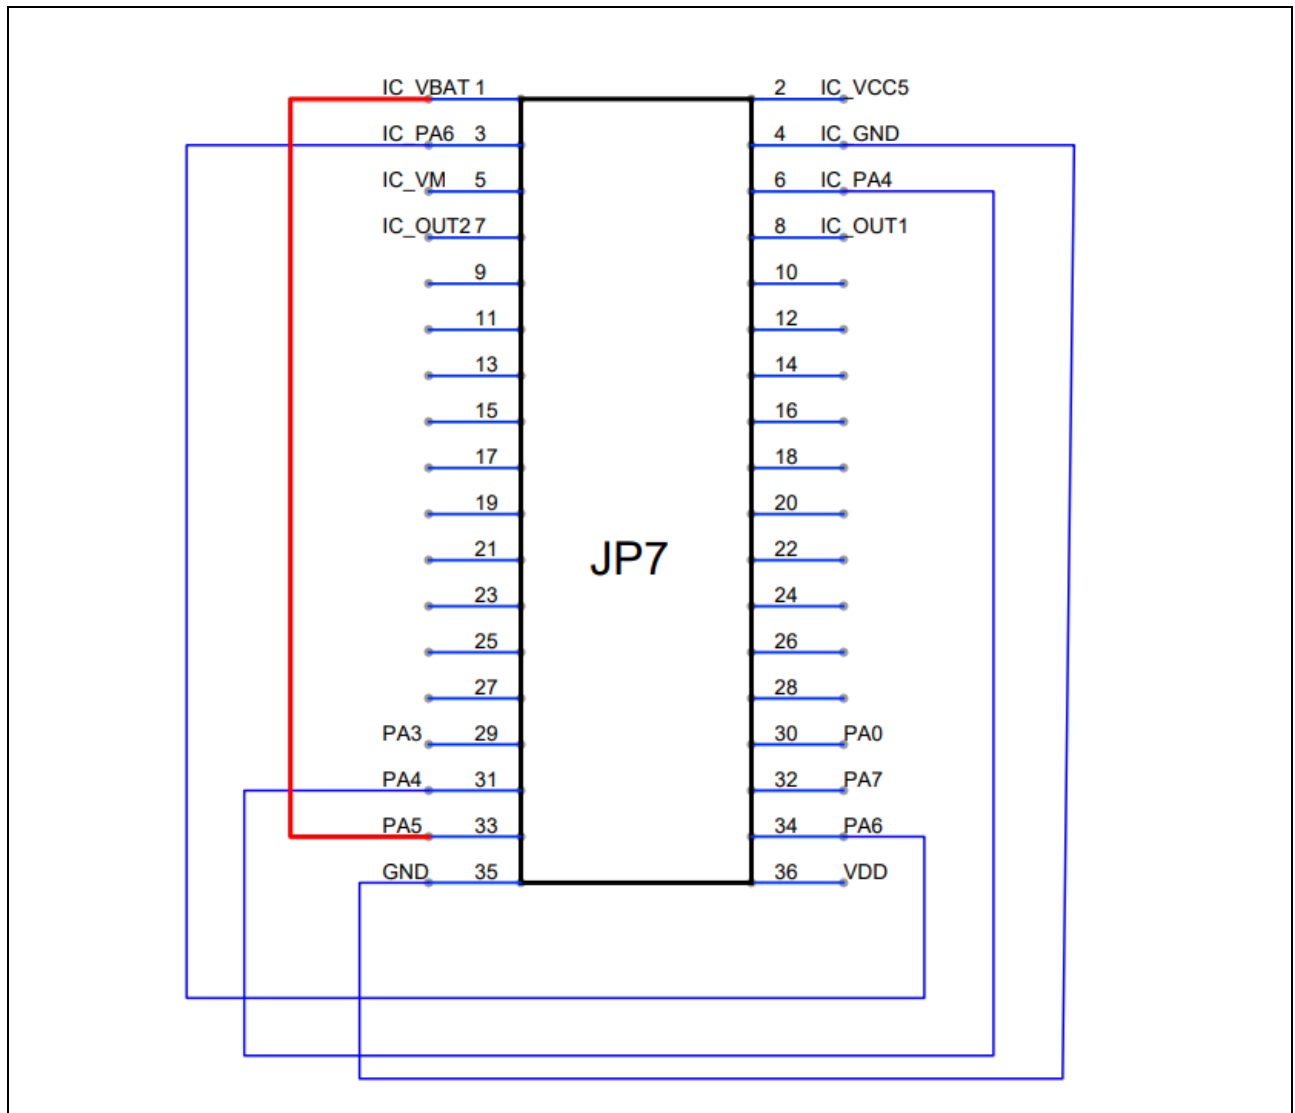 IC_VBAT 1 2 IC_VCC5
IC_PA6 3 4 IC_GND
IC_VM 5 6 IC_PA4
IC_OUT2 7 8 IC_OUT1
9 10
11 12
13 14
15 16
17 18
19 20
21 22
JP7
23 24
25 26
27 28
PA3 29 30 PA0
PA4 31 32 PA7
PA5 33 34 PA6
GND 35 36 VDD